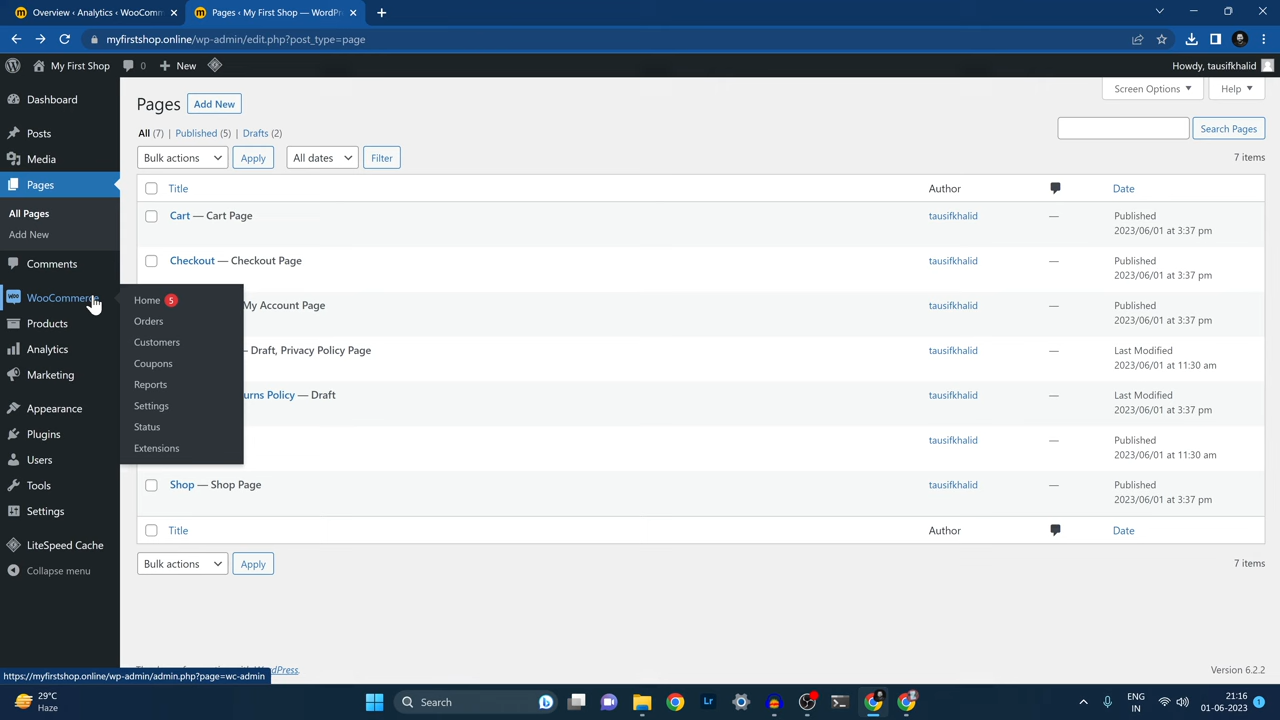 Overview ‹ Analytics ‹ WooComm
Pages ‹ My First Shop — WordPr
myfirstshop.online/wp-admin/edit.php?post_type=page
My First Shop
0
New
Howdy, tausifkhalid
Dashboard
Posts
Media
Pages
All Pages
Add New
Comments
WooCommerce
Products
Analytics
Marketing
Appearance
Plugins
Users
Tools
Settings
LiteSpeed Cache
Collapse menu
Home 5
Orders
Customers
Coupons
Reports
Settings
Status
Extensions
Screen Options
Help
Pages
Add New
All (7) | Published (5) | Drafts (2)
Search Pages
Bulk actions
Apply
All dates
Filter
7 items
Title
Author
Date
Cart — Cart Page
tausifkhalid
—
Published
2023/06/01 at 3:37 pm
Checkout — Checkout Page
tausifkhalid
—
Published
2023/06/01 at 3:37 pm
My Account Page
tausifkhalid
—
Published
2023/06/01 at 3:37 pm
– Draft, Privacy Policy Page
tausifkhalid
—
Last Modified
2023/06/01 at 11:30 am
urns Policy — Draft
tausifkhalid
—
Last Modified
2023/06/01 at 3:37 pm
tausifkhalid
—
Published
2023/06/01 at 11:30 am
Shop — Shop Page
tausifkhalid
—
Published
2023/06/01 at 3:37 pm
Title
Author
Date
Bulk actions
Apply
7 items
dPress.
Version 6.2.2
https://myfirstshop.online/wp-admin/admin.php?page=wc-admin
29°C
Haze
Search
Lr
ENG
IN
21:16
01-06-2023
1